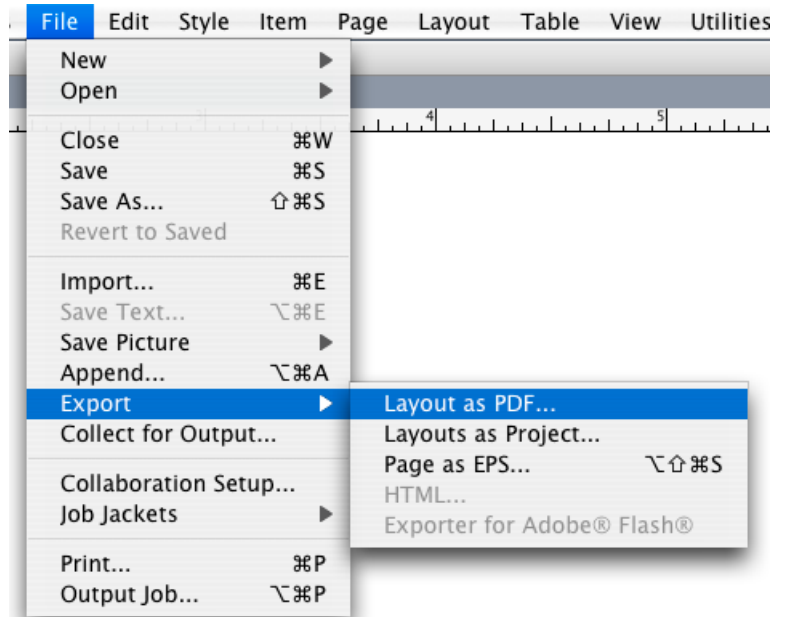 File Edit Style Item Page Layout Table View Utilities
New
Open
4 5
Close ⌘W
Save ⌘S
Save As... ⇧⌘S
Revert to Saved
Import... ⌘E
Save Text... ⌥⌘E
Save Picture
Append... ⌥⌘A
Export
Layout as PDF...
Collect for Output...
Layouts as Project...
Page as EPS... ⌥⇧⌘S
HTML...
Exporter for Adobe® Flash®
Collaboration Setup...
Job Jackets
Print... ⌘P
Output Job... ⌥⌘P